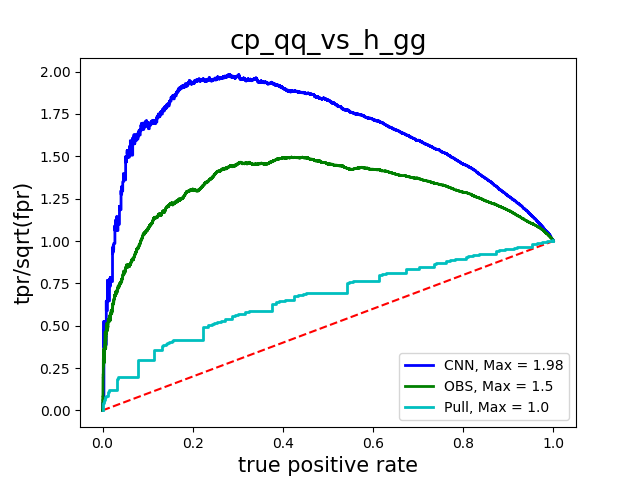 cp_qq_vs_h_gg
tpr/sqrt(fpr)
2.00
1.75
1.50
1.25
1.00
0.75
0.50
0.25
0.00
CNN, Max = 1.98
OBS, Max = 1.5
Pull, Max = 1.0
0.0 0.2 0.4 0.6 0.8 1.0
true positive rate